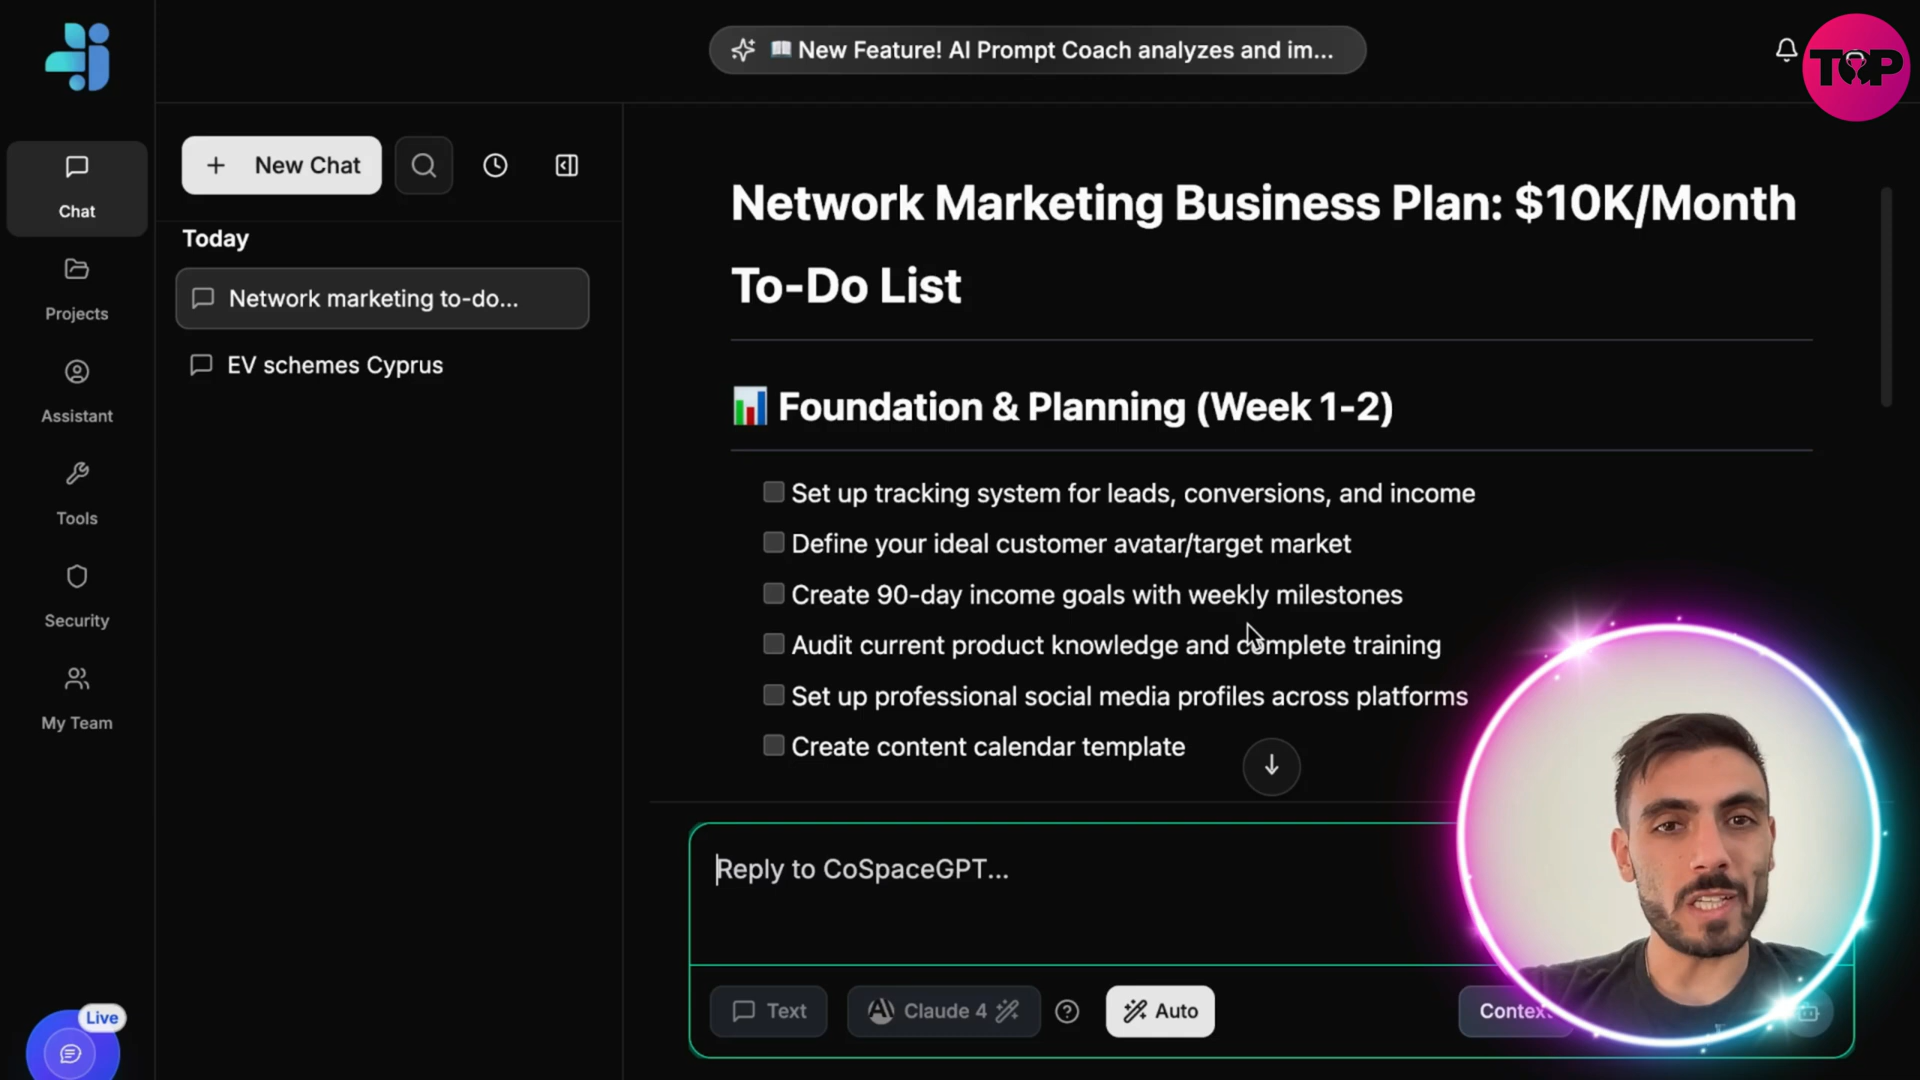 New Feature! AI Prompt Coach analyzes and im...
TOP
Chat
Projects
Assistant
Tools
Security
My Team
Live
New Chat
Today
Network marketing to-do...
EV schemes Cyprus
Network Marketing Business Plan: $10K/Month
To-Do List
Foundation & Planning (Week 1-2)
Set up tracking system for leads, conversions, and income
Define your ideal customer avatar/target market
Create 90-day income goals with weekly milestones
Audit current product knowledge and complete training
Set up professional social media profiles across platforms
Create content calendar template
Reply to CoSpaceGPT...
Text
Claude 4
Auto
Context